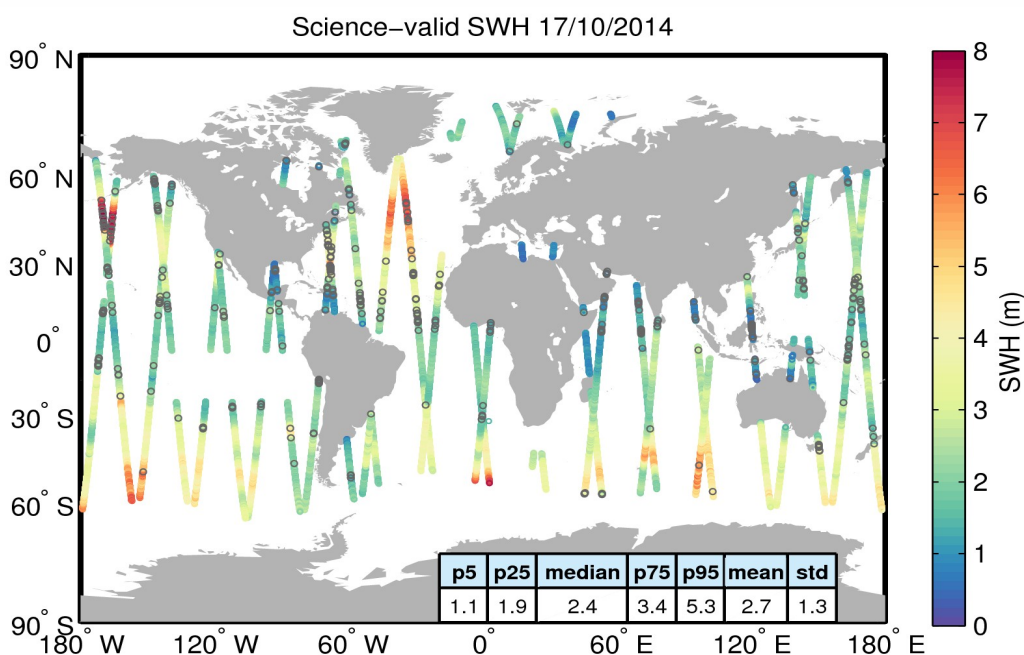 Science−valid SWH 17/10/2014
90° N
60° N
30° N
0°
30° S
60° S
90° S
180° W
120° W
60° W
0°
60° E
120° E
180° E
p5 p25 median p75 p95 mean std
1.1 1.9 2.4 3.4 5.3 2.7 1.3
8
7
6
5
4
3
2
1
0
SWH (m)